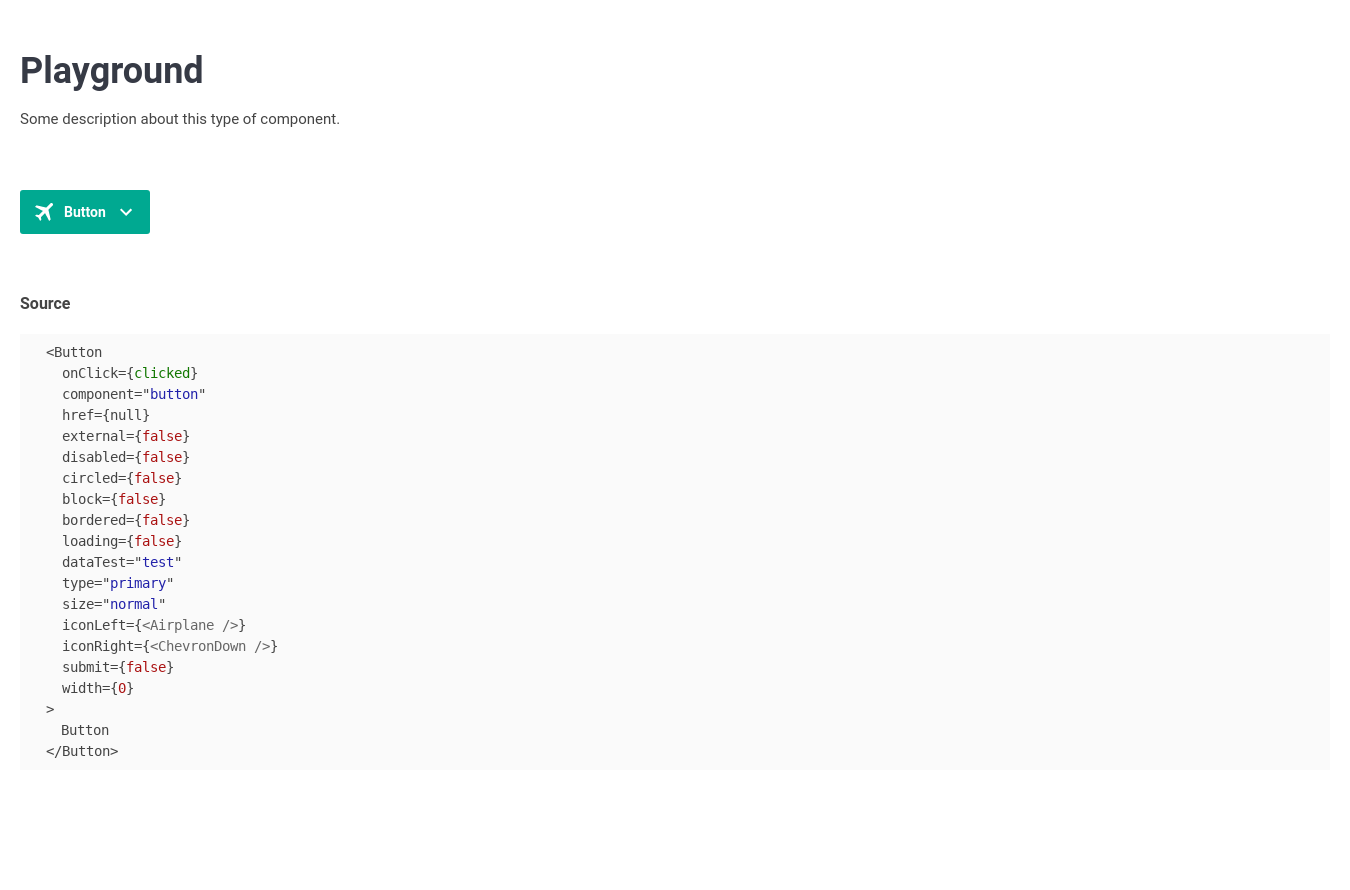 Playground
Some description about this type of component.
Button
Source
<Button
onClick={clicked}
component="button"
href={null}
external={false}
disabled={false}
circled={false}
block={false}
bordered={false}
loading={false}
dataTest="test"
type="primary"
size="normal"
iconLeft={<Airplane />}
iconRight={<ChevronDown />}
submit={false}
width={0}
>
Button
</Button>